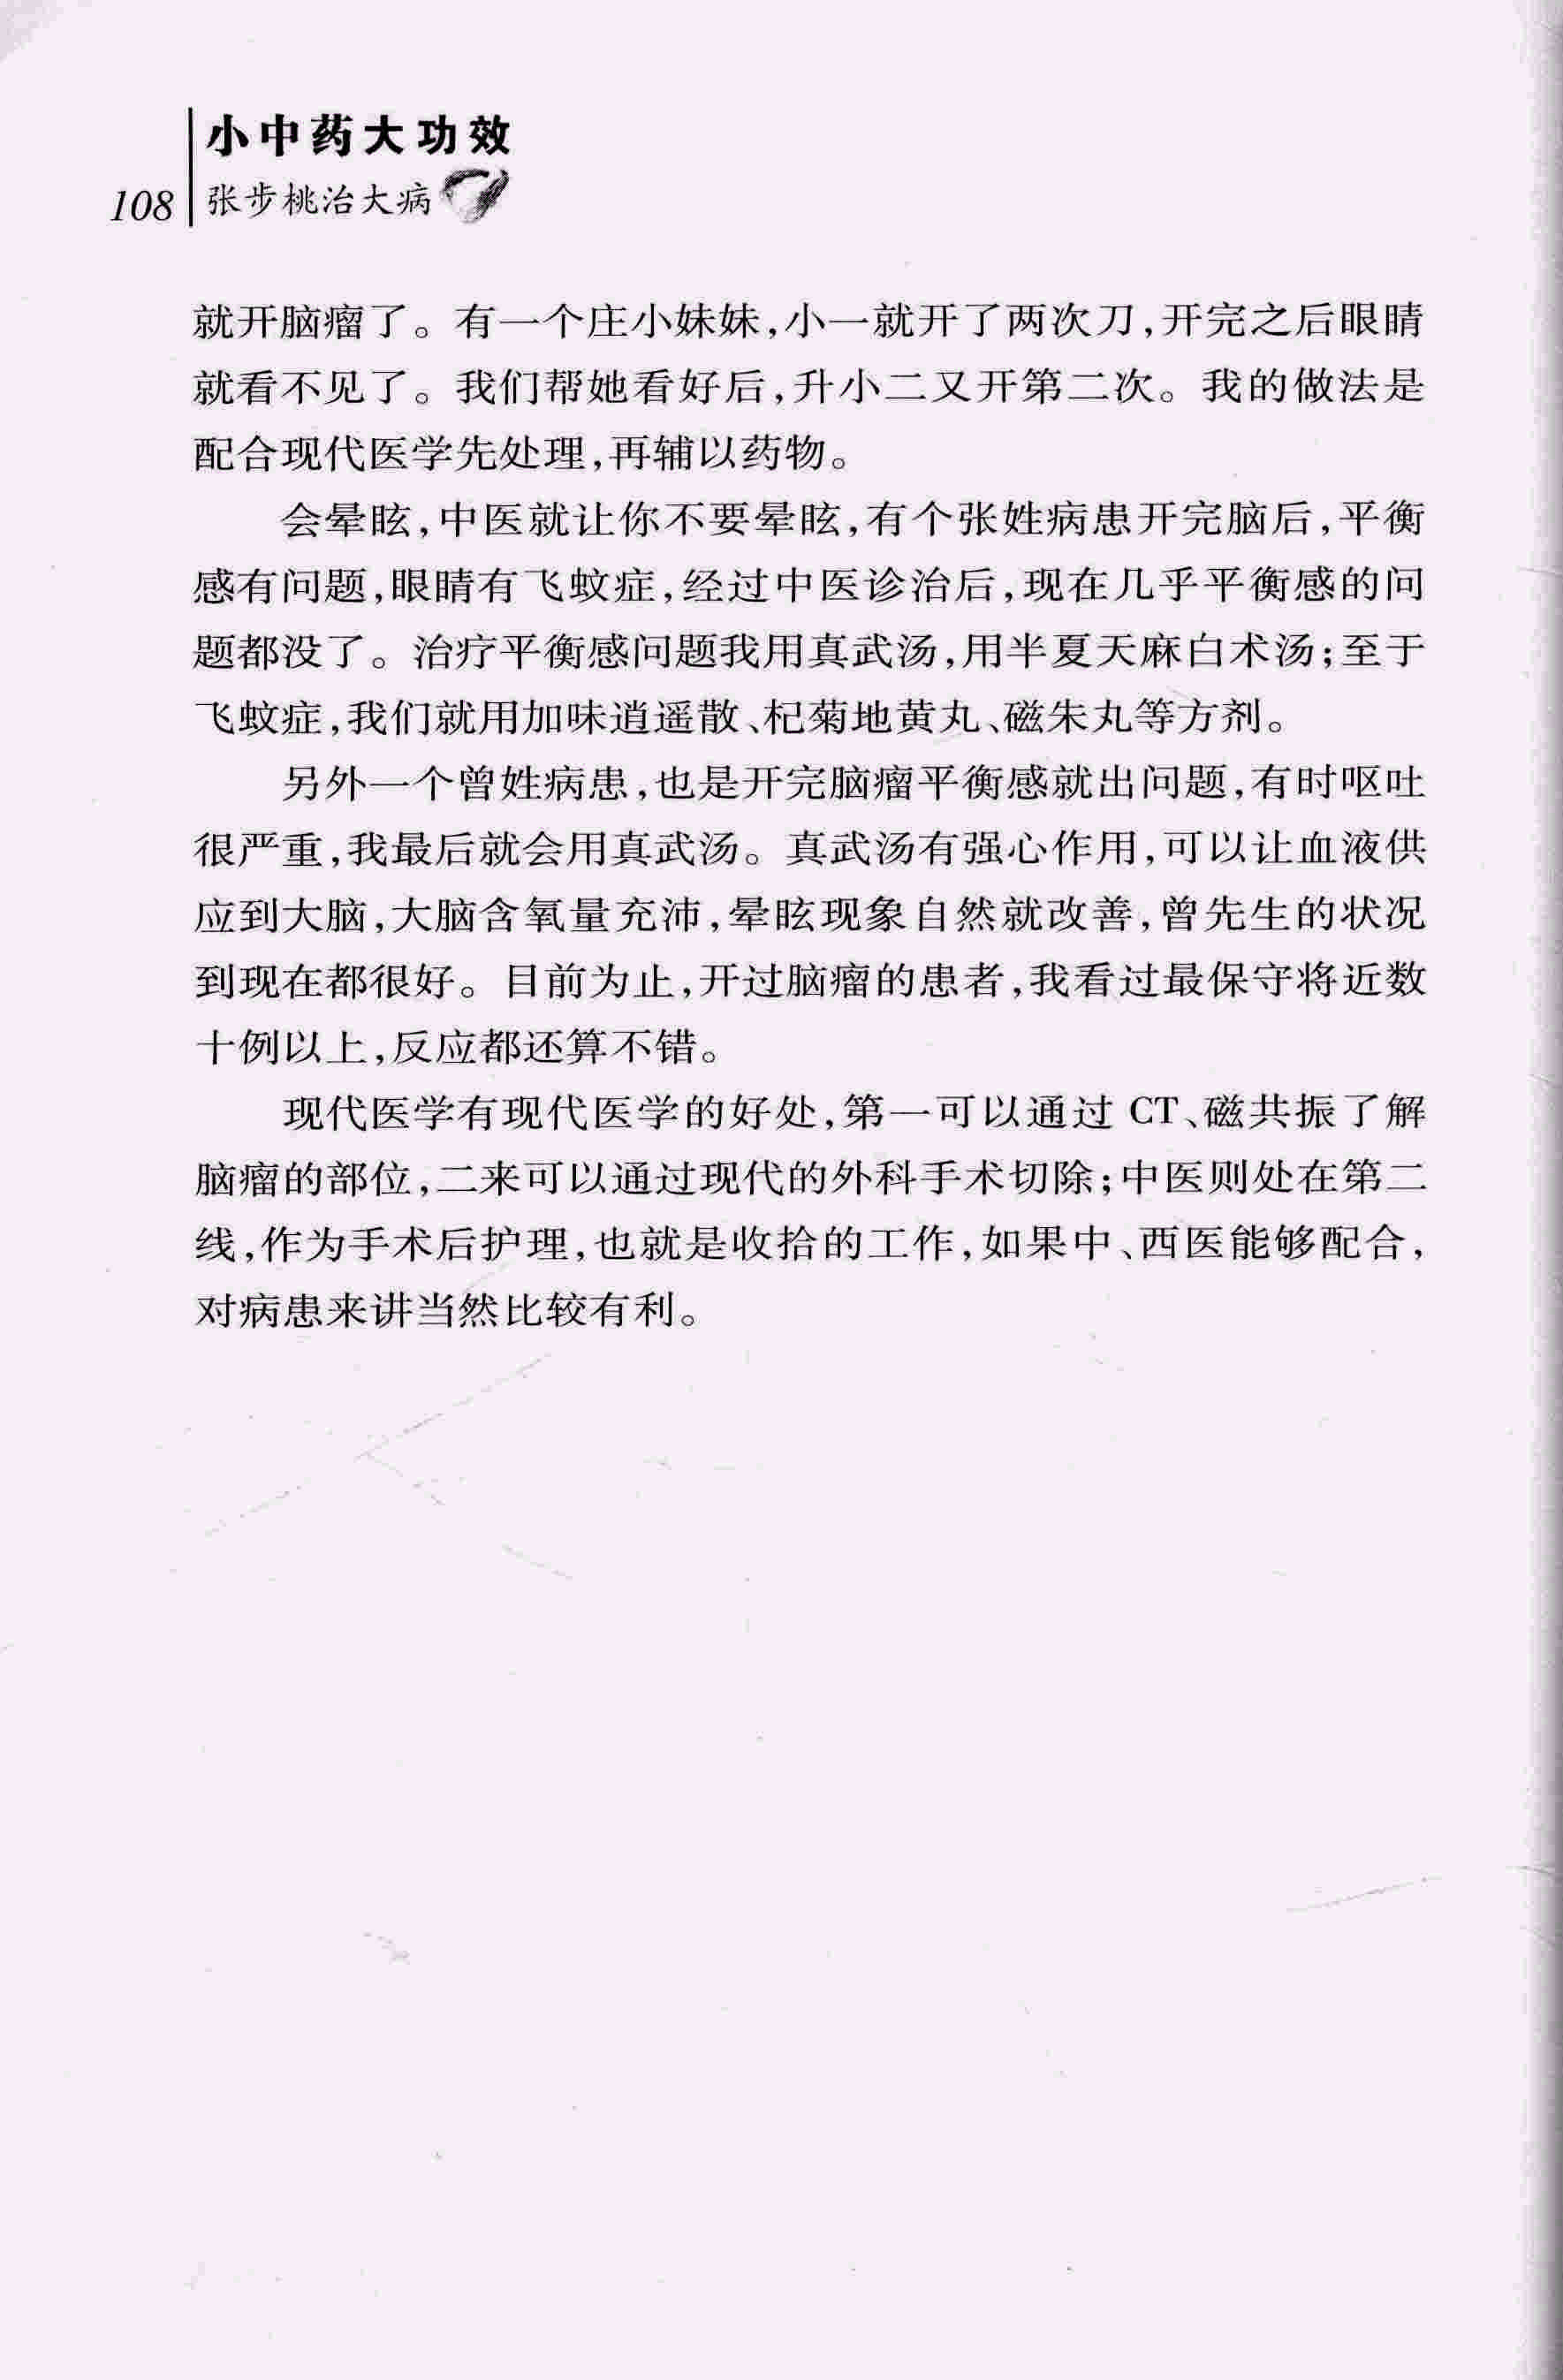 小中药大功效
108 张步桃治大病
就开脑瘤了。有一个庄小妹妹,小一就开了两次刀,开完之后眼睛
就看不见了。我们帮她看好后,升小二又开第二次。我的做法是
配合现代医学先处理,再辅以药物。
会晕眩,中医就让你不要晕眩,有个张姓病患开完脑后,平衡
感有问题,眼睛有飞蚊症,经过中医诊治后,现在几乎平衡感的问
题都没了。治疗平衡感问题我用真武汤,用半夏天麻白术汤;至于
飞蚊症,我们就用加味逍遥散、杞菊地黄丸、磁朱丸等方剂。
另外一个曾姓病患,也是开完脑瘤平衡感就出问题,有时呕吐
很严重,我最后就会用真武汤。真武汤有强心作用,可以让血液供
应到大脑,大脑含氧量充沛,晕眩现象自然就改善,曾先生的状况
到现在都很好。目前为止,开过脑瘤的患者,我看过最保守将近数
十例以上,反应都还算不错。
现代医学有现代医学的好处,第一可以通过 CT、磁共振了解
脑瘤的部位,二来可以通过现代的外科手术切除;中医则处在第二
线,作为手术后护理,也就是收拾的工作,如果中、西医能够配合,
对病患来讲当然比较有利。